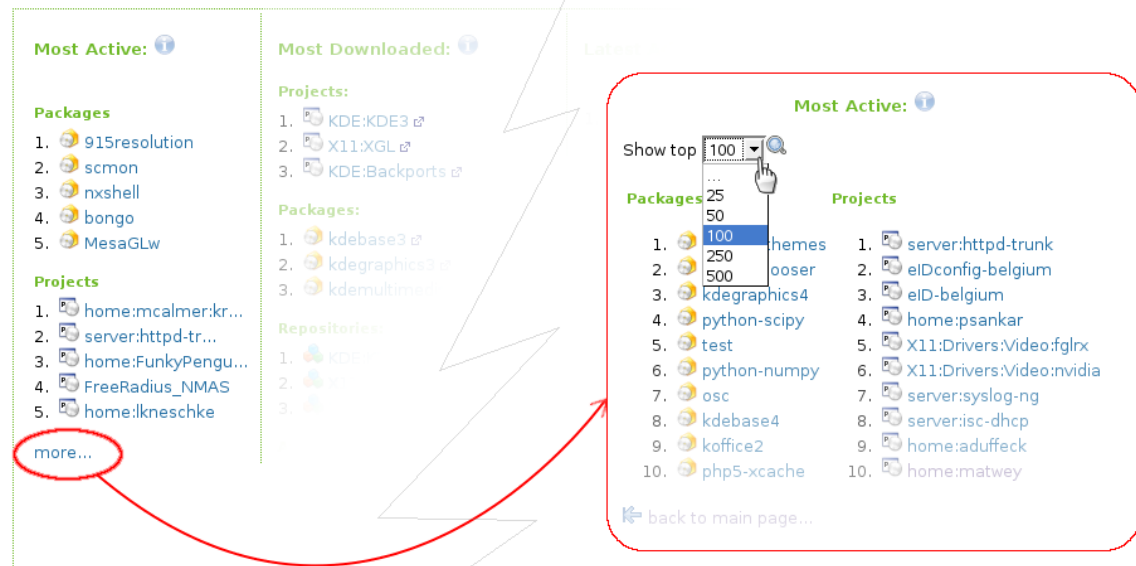 Most Active:
Packages
1. 915resolution
2. scmon
3. nxshell
4. bongo
5. MesaGLw
Projects
1. home:mcalmer:kr...
2. server:httpd-tr...
3. home:FunkyPengu...
4. FreeRadius_NMAS
5. home:lkneschke
more...
Most Downloaded:
Projects:
1. KDE:KDE3
2. X11:XGL
3. KDE:Backports
Packages:
1. kdebase3
2. kdegraphics3
3. kdemultim
Repositories:
1. KDE
2.
3.
Most Active:
Show top 100
...
25
50
100
250
500
Packages
1. hemes
2. ooser
3. kdegraphics4
4. python-scipy
5. test
6. python-numpy
7. osc
8. kdebase4
9. koffice2
10. php5-xcache
Projects
1. server:httpd-trunk
2. eIDconfig-belgium
3. eID-belgium
4. home:psankar
5. X11:Drivers:Video:fglrx
6. X11:Drivers:Video:nvidia
7. server:syslog-ng
8. server:isc-dhcp
9. home:aduffeck
10. home:matwey
back to main page...